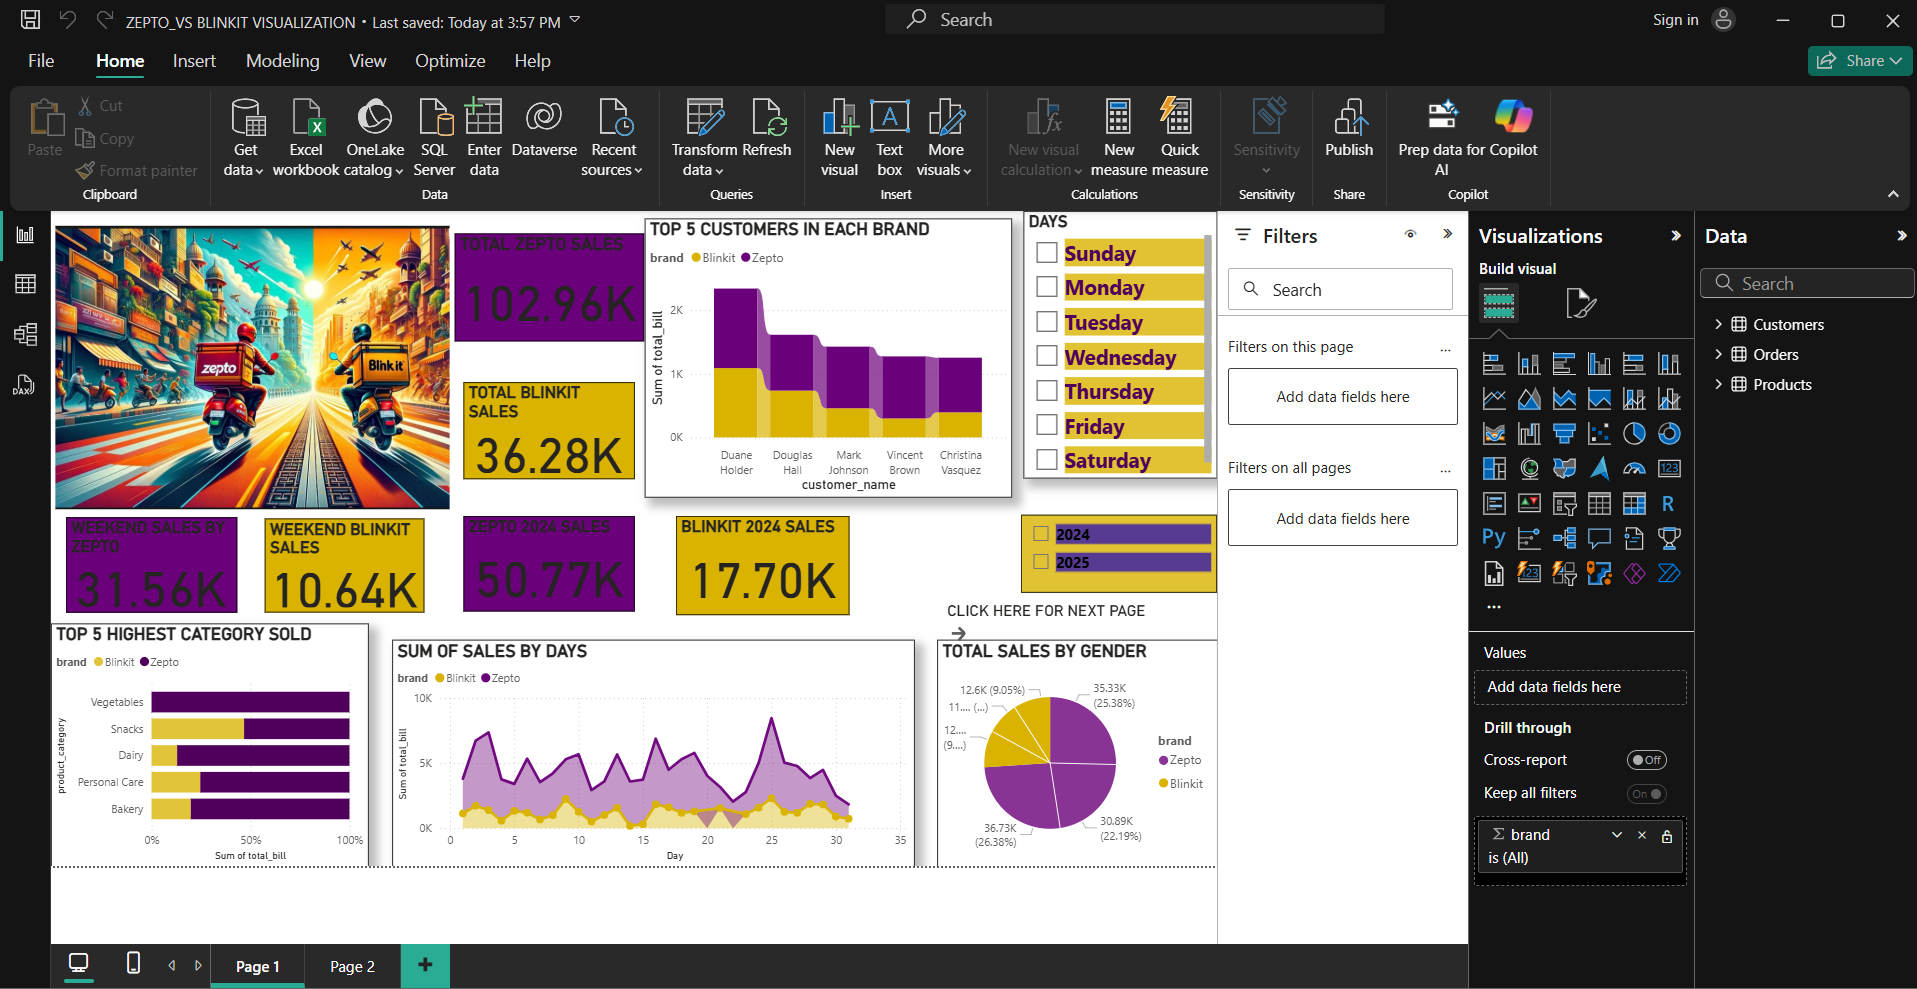 ZEPTO_VS BLINKIT VISUALIZATION • Last saved: Today at 3:57 PM
Search
Sign in
File
Home
Insert
Modeling
View
Optimize
Help
Share
Paste
Cut
Copy
Format painter
Clipboard
Get
data
Excel
workbook
OneLake
catalog
SQL
Server
Enter
data
Dataverse
Recent
sources
Data
Transform
data
Refresh
Queries
New
visual
Text
box
More
visuals
Insert
New visual
calculation
New
measure
Quick
measure
Calculations
Sensitivity
Sensitivity
Publish
Share
Prep data for
AI
Copilot
Copilot
DAX
zepto
Blinkit
TOTAL ZEPTO SALES
102.96K
TOTAL BLINKIT
SALES
36.28K
TOP 5 CUSTOMERS IN EACH BRAND
brand Blinkit Zepto
Sum of total_bill
2K
1K
0K
Duane
Holder
Douglas
Hall
Mark
Johnson
Vincent
Brown
Christina
Vasquez
customer_name
DAYS
Sunday
Monday
Tuesday
Wednesday
Thursday
Friday
Saturday
WEEKEND SALES BY
ZEPTO
31.56K
WEEKEND BLINKIT
SALES
10.64K
ZEPTO 2024 SALES
50.77K
BLINKIT 2024 SALES
17.70K
2024
2025
CLICK HERE FOR NEXT PAGE
TOP 5 HIGHEST CATEGORY SOLD
brand Blinkit Zepto
product_category
Vegetables
Snacks
Dairy
Personal Care
Bakery
0% 50% 100%
Sum of total_bill
SUM OF SALES BY DAYS
brand Blinkit Zepto
Sum of total_bill
10K
5K
0K
0 5 10 15 20 25 30 35
Day
TOTAL SALES BY GENDER
12.6K (9.05%)
11.... (...)
12....
(9....)
35.33K
(25.38%)
36.73K
(26.38%)
30.89K
(22.19%)
brand
Zepto
Blinkit
Filters
Search
Filters on this page ...
Add data fields here
Filters on all pages ...
Add data fields here
Visualizations
Build visual
123
R
Py
123
...
Values
Add data fields here
Drill through
Cross-report
Off
Keep all filters
On
brand
is (All)
Data
Search
Customers
Orders
Products
Page 1
Page 2